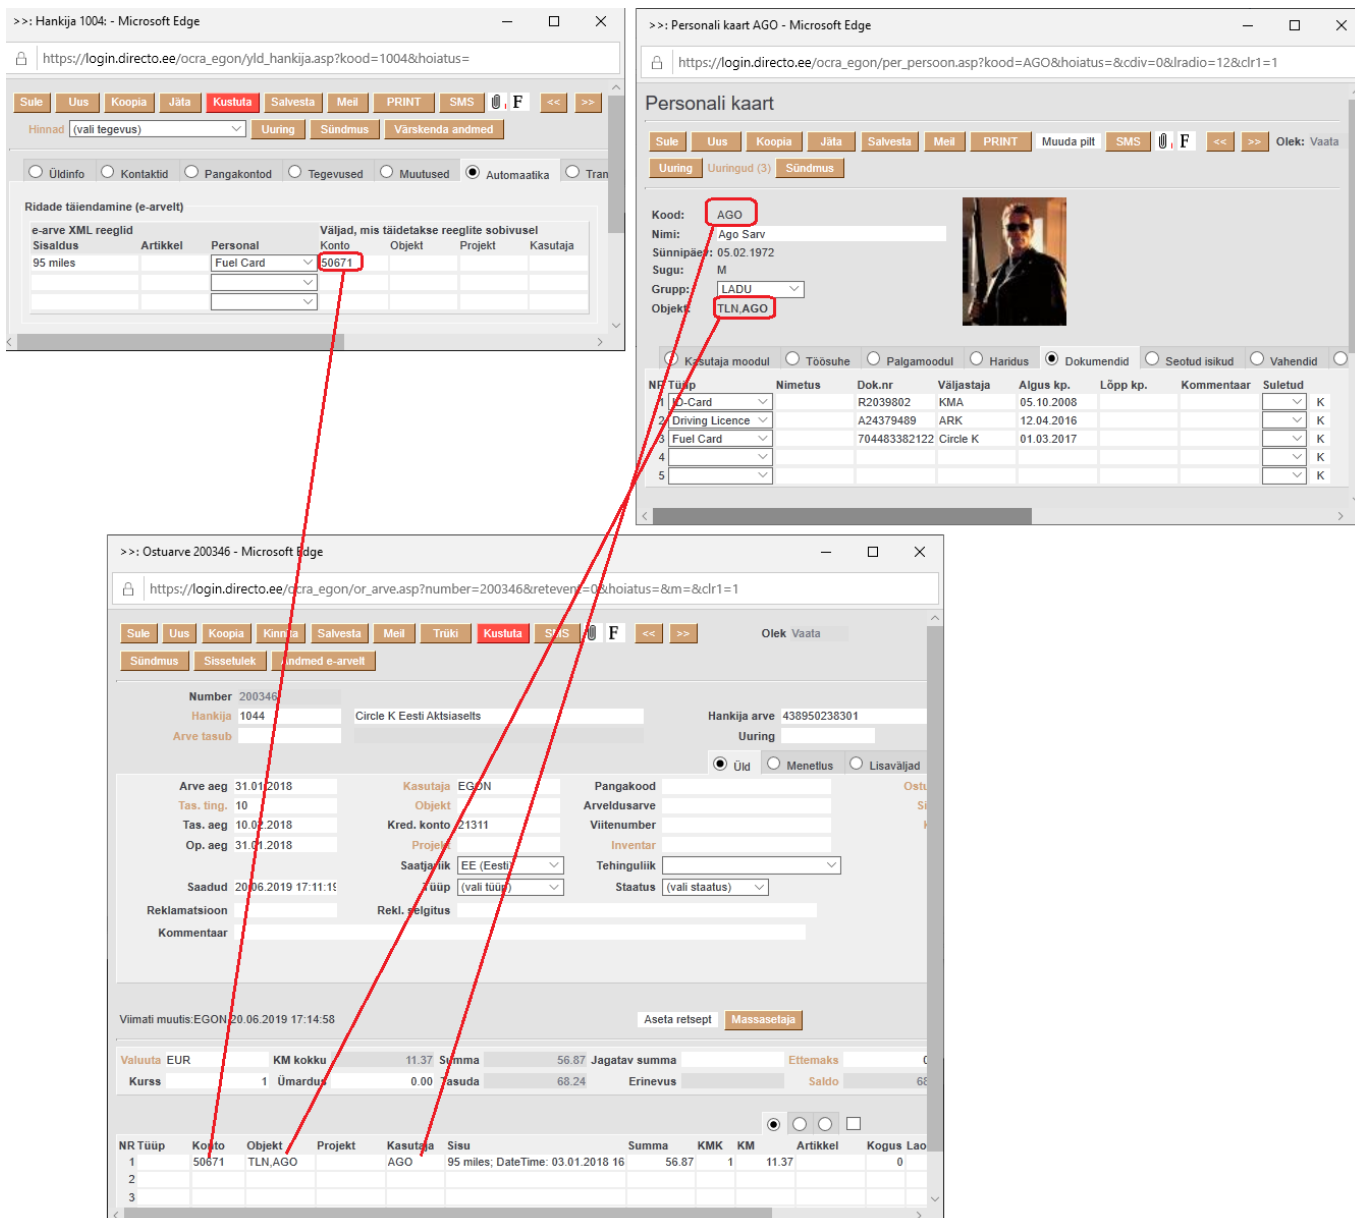 >>: Hankija 1004: - Microsoft Edge
https://login.directo.ee/ocra_egon/yld_hankija.asp?kood=1004&hoiatus=
Sule Uus Koopia Jäta Kustuta Salvesta Meil PRINT SMS F << >>
Hinnad (vali tegevus) Uuring Sündmus Värskenda andmed
Üldinfo Kontaktid Pangakontod Tegevused Muutused Automaatika Tran
Ridade täiendamine (e-arvelt)
e-arve XML reeglid Väljad, mis täidetakse reeglite sobivusel
Sisaldus Artikkel Personal Konto Objekt Projekt Kasutaja
95 miles Fuel Card 50671
>>: Personali kaart AGO - Microsoft Edge
https://login.directo.ee/ocra_egon/per_persoon.asp?kood=AGO&hoiatus=&cdiv=0&lradio=12&clr1=1
Personali kaart
Sule Uus Koopia Jäta Salvesta Meil PRINT Muuda pilt SMS F << >> Olek: Vaata
Uuring Uuringud (3) Sündmus
Kood: AGO
Nimi: Ago Sarv
Sünnipäev: 05.02.1972
Sugu: M
Grupp: LADU
Objekt: TLN,AGO
Kasutaja moodul Töösuhe Palgamoodul Haridus Dokumendid Seotud isikud Vahendid
NR Tüüp Nimetus Dok.nr Väljastaja Algus kp. Lõpp kp. Kommentaar Suletud
1 ID-Card R2039802 KMA 05.10.2008 K
2 Driving Licence A24379489 ARK 12.04.2016 K
3 Fuel Card 704483382122 Circle K 01.03.2017 K
4 K
5 K
>>: Ostuarve 200346 - Microsoft Edge
https://login.directo.ee/ocra_egon/or_arve.asp?number=200346&retevent=0&hoiatus=&m=&clr1=1
Sule Uus Koopia Kinnita Salvesta Meil Trüki Kustuta SMS F << >> Olek Vaata
Sündmus Sissetulek Andmed e-arvelt
Number 200346
Hankija 1044 Circle K Eesti Aktsiaselts Hankija arve 438950238301
Arve tasub Uuring
Üld Menetlus Lisaväljad
Arve aeg 31.01.2018 Kasutaja EGON Pangakood Ostu
Tas. ting. 10 Objekt Arveldusarve Si
Tas. aeg 10.02.2018 Kred. konto 21311 Viitenumber
Op. aeg 31.01.2018 Projekt Inventar
Saatjariik EE (Eesti) Tehinguliik
Saadud 20.06.2019 17:11:19 Tüüp (vali tüüp) Staatus (vali staatus)
Reklamatsioon Rekl. selgitus
Kommentaar
Viimati muutis:EGON 20.06.2019 17:14:58 Aseta retsept Massasetaja
Valuuta EUR KM kokku 11.37 Summa 56.87 Jagatav summa Ettemaks 0
Kurss 1 Ümardus 0.00 Tasuda 68.24 Erinevus Saldo 68
NR Tüüp Konto Objekt Projekt Kasutaja Sisu Summa KMK KM Artikkel Kogus Lao
1 50671 TLN,AGO AGO 95 miles; DateTime: 03.01.2018 16 56.87 1 11.37 0
2
3